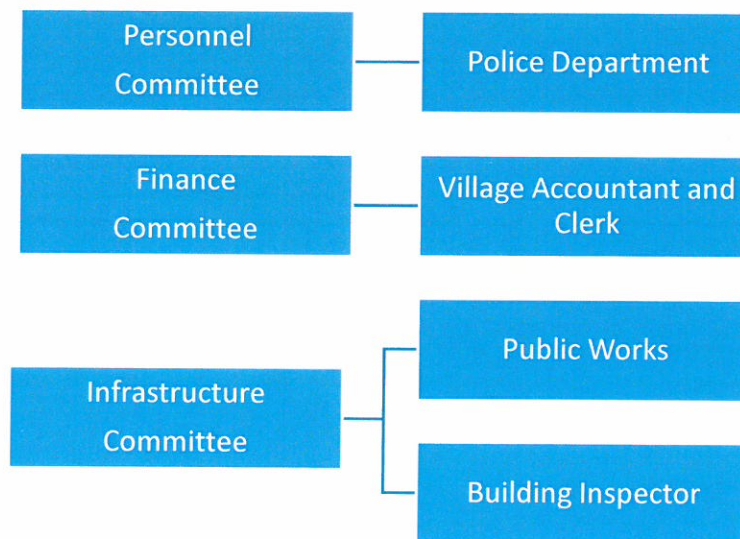 Personnel
Committee
Police Department
Finance
Committee
Village Accountant and
Clerk
Infrastructure
Committee
Public Works
Building Inspector